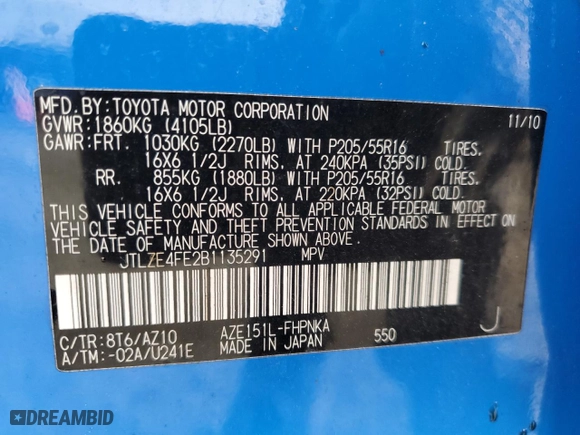 MFD.BY:TOYOTA MOTOR CORPORATION 11/10
GVWR:1860KG (4105LB)
GAWR:FRT. 1030KG (2270LB) WITH P205/55R16 TIRES.
16X6 1/2J RIMS, AT 240KPA (35PSI) COLD.
RR. 855KG (1880LB) WITH P205/55R16 TIRES.
16X6 1/2J RIMS, AT 220KPA (32PSI) COLD.
THIS VEHICLE CONFORMS TO ALL APPLICABLE FEDERAL MOTOR
VEHICLE SAFETY AND THEFT PREVENTION STANDARDS IN EFFECT ON
THE DATE OF MANUFACTURE SHOWN ABOVE.
JTLZE4FE2B1135291 MPV
C/TR:8T6/AZ10 AZE151L-FHPNKA 550 J
A/TM:-02A/U241E MADE IN JAPAN
DREAMBID